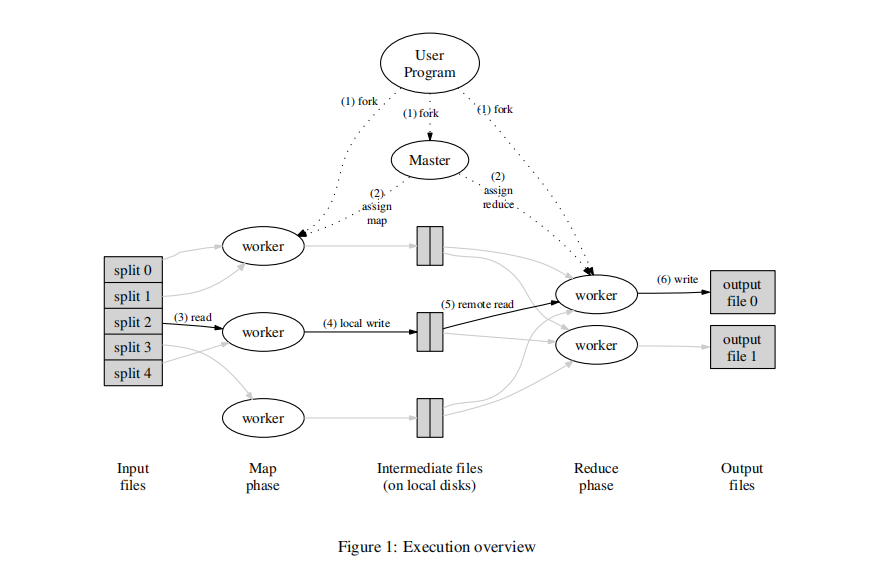 User
Program
(1) fork
(1) fork
(1) fork
Master
(2)
assign
map
(2)
assign
reduce
worker
split 0
split 1
split 2
split 3
split 4
(3) read
worker
(4) local write
(5) remote read
worker
(6) write
output
file 0
worker
output
file 1
worker
Input
files
Map
phase
Intermediate files
(on local disks)
Reduce
phase
Output
files
Figure 1: Execution overview